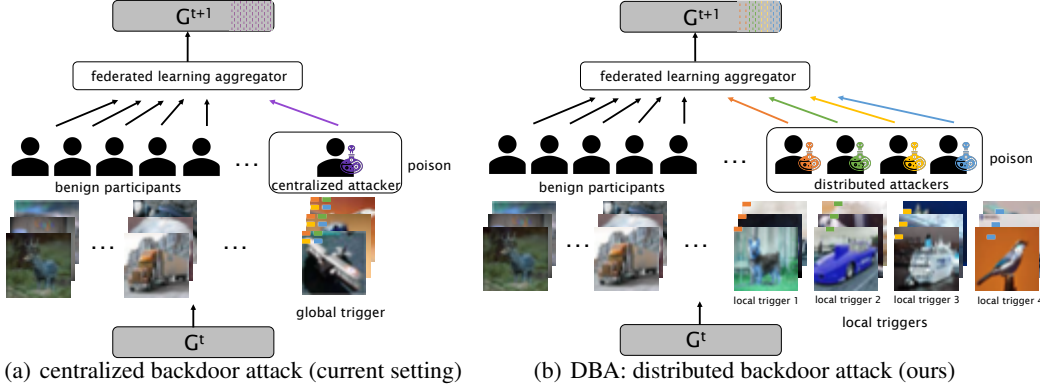 G^{t+1}
federated learning aggregator
...
poison
benign participants
centralized attacker
... ...
global trigger
G^t
(a) centralized backdoor attack (current setting)
G^{t+1}
federated learning aggregator
...
poison
benign participants
distributed attackers
... ...
local trigger 1 local trigger 2 local trigger 3 local trigger 4
local triggers
G^t
(b) DBA: distributed backdoor attack (ours)